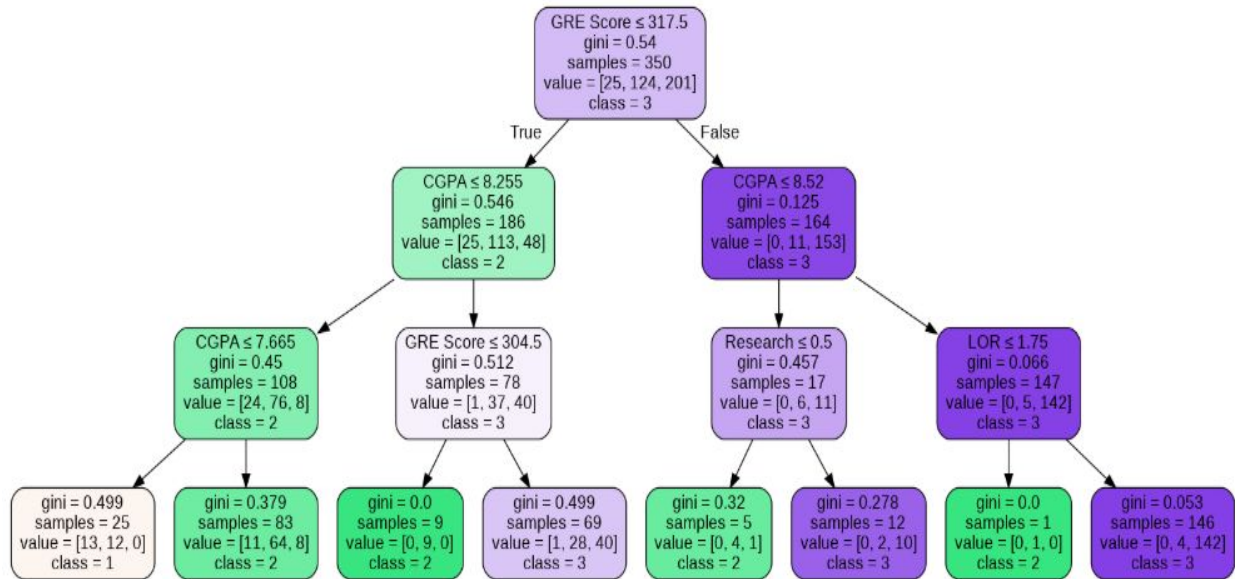 GRE Score ≤ 317.5
gini = 0.54
samples = 350
value = [25, 124, 201]
class = 3
True
False
CGPA ≤ 8.255
gini = 0.546
samples = 186
value = [25, 113, 48]
class = 2
CGPA ≤ 8.52
gini = 0.125
samples = 164
value = [0, 11, 153]
class = 3
CGPA ≤ 7.665
gini = 0.45
samples = 108
value = [24, 76, 8]
class = 2
GRE Score ≤ 304.5
gini = 0.512
samples = 78
value = [1, 37, 40]
class = 3
Research ≤ 0.5
gini = 0.457
samples = 17
value = [0, 6, 11]
class = 3
LOR ≤ 1.75
gini = 0.066
samples = 147
value = [0, 5, 142]
class = 3
gini = 0.499
samples = 25
value = [13, 12, 0]
class = 1
gini = 0.379
samples = 83
value = [11, 64, 8]
class = 2
gini = 0.0
samples = 9
value = [0, 9, 0]
class = 2
gini = 0.499
samples = 69
value = [1, 28, 40]
class = 3
gini = 0.32
samples = 5
value = [0, 4, 1]
class = 2
gini = 0.278
samples = 12
value = [0, 2, 10]
class = 3
gini = 0.0
samples = 1
value = [0, 1, 0]
class = 2
gini = 0.053
samples = 146
value = [0, 4, 142]
class = 3